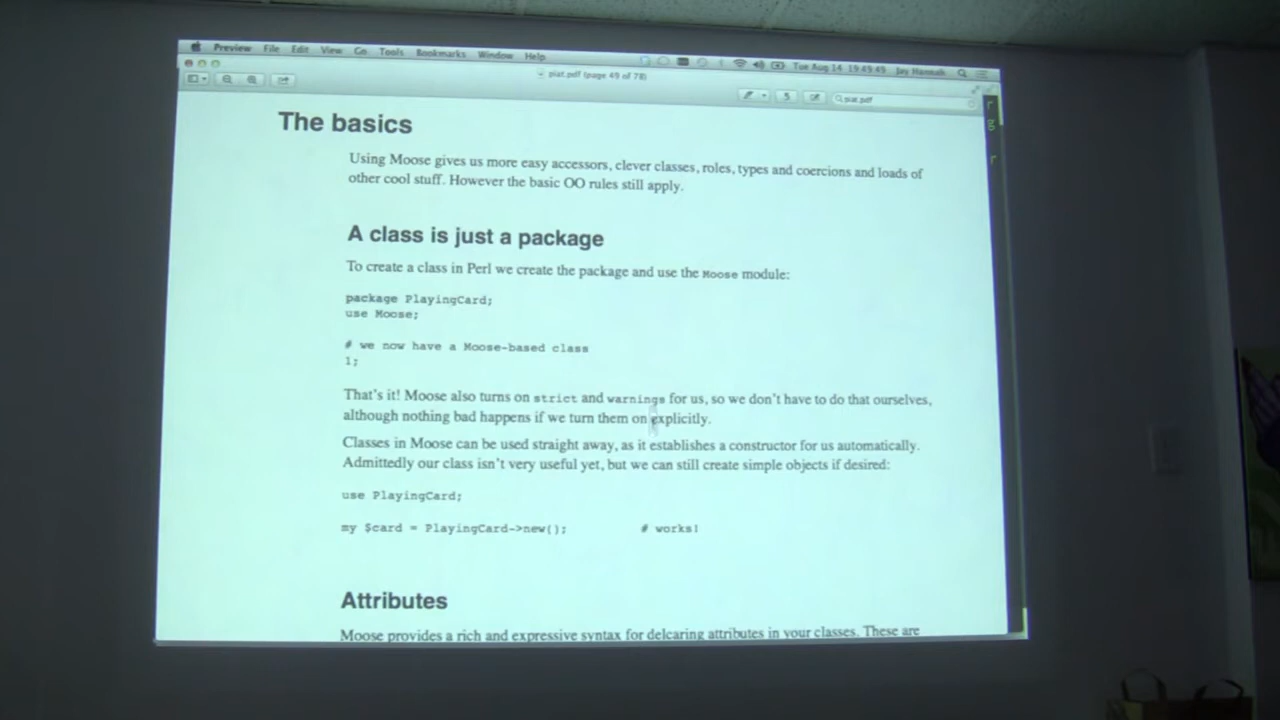 Preview File Edit View Go Tools Bookmarks Window Help Tue Aug 14 19:45:45 Jay Hannah
piat.pdf (page 49 of 78)
piat.pdf
The basics
Using Moose gives us more easy accessors, clever classes, roles, types and coercions and loads of
other cool stuff. However the basic OO rules still apply.
A class is just a package
To create a class in Perl we create the package and use the Moose module:
package PlayingCard;
use Moose;
# we now have a Moose-based class
1;
That's it! Moose also turns on strict and warnings for us, so we don't have to do that ourselves,
although nothing bad happens if we turn them on explicitly.
Classes in Moose can be used straight away, as it establishes a constructor for us automatically.
Admittedly our class isn't very useful yet, but we can still create simple objects if desired:
use PlayingCard;
my $card = PlayingCard->new(); # works!
Attributes
Moose provides a rich and expressive syntax for delcaring attributes in your classes. These are